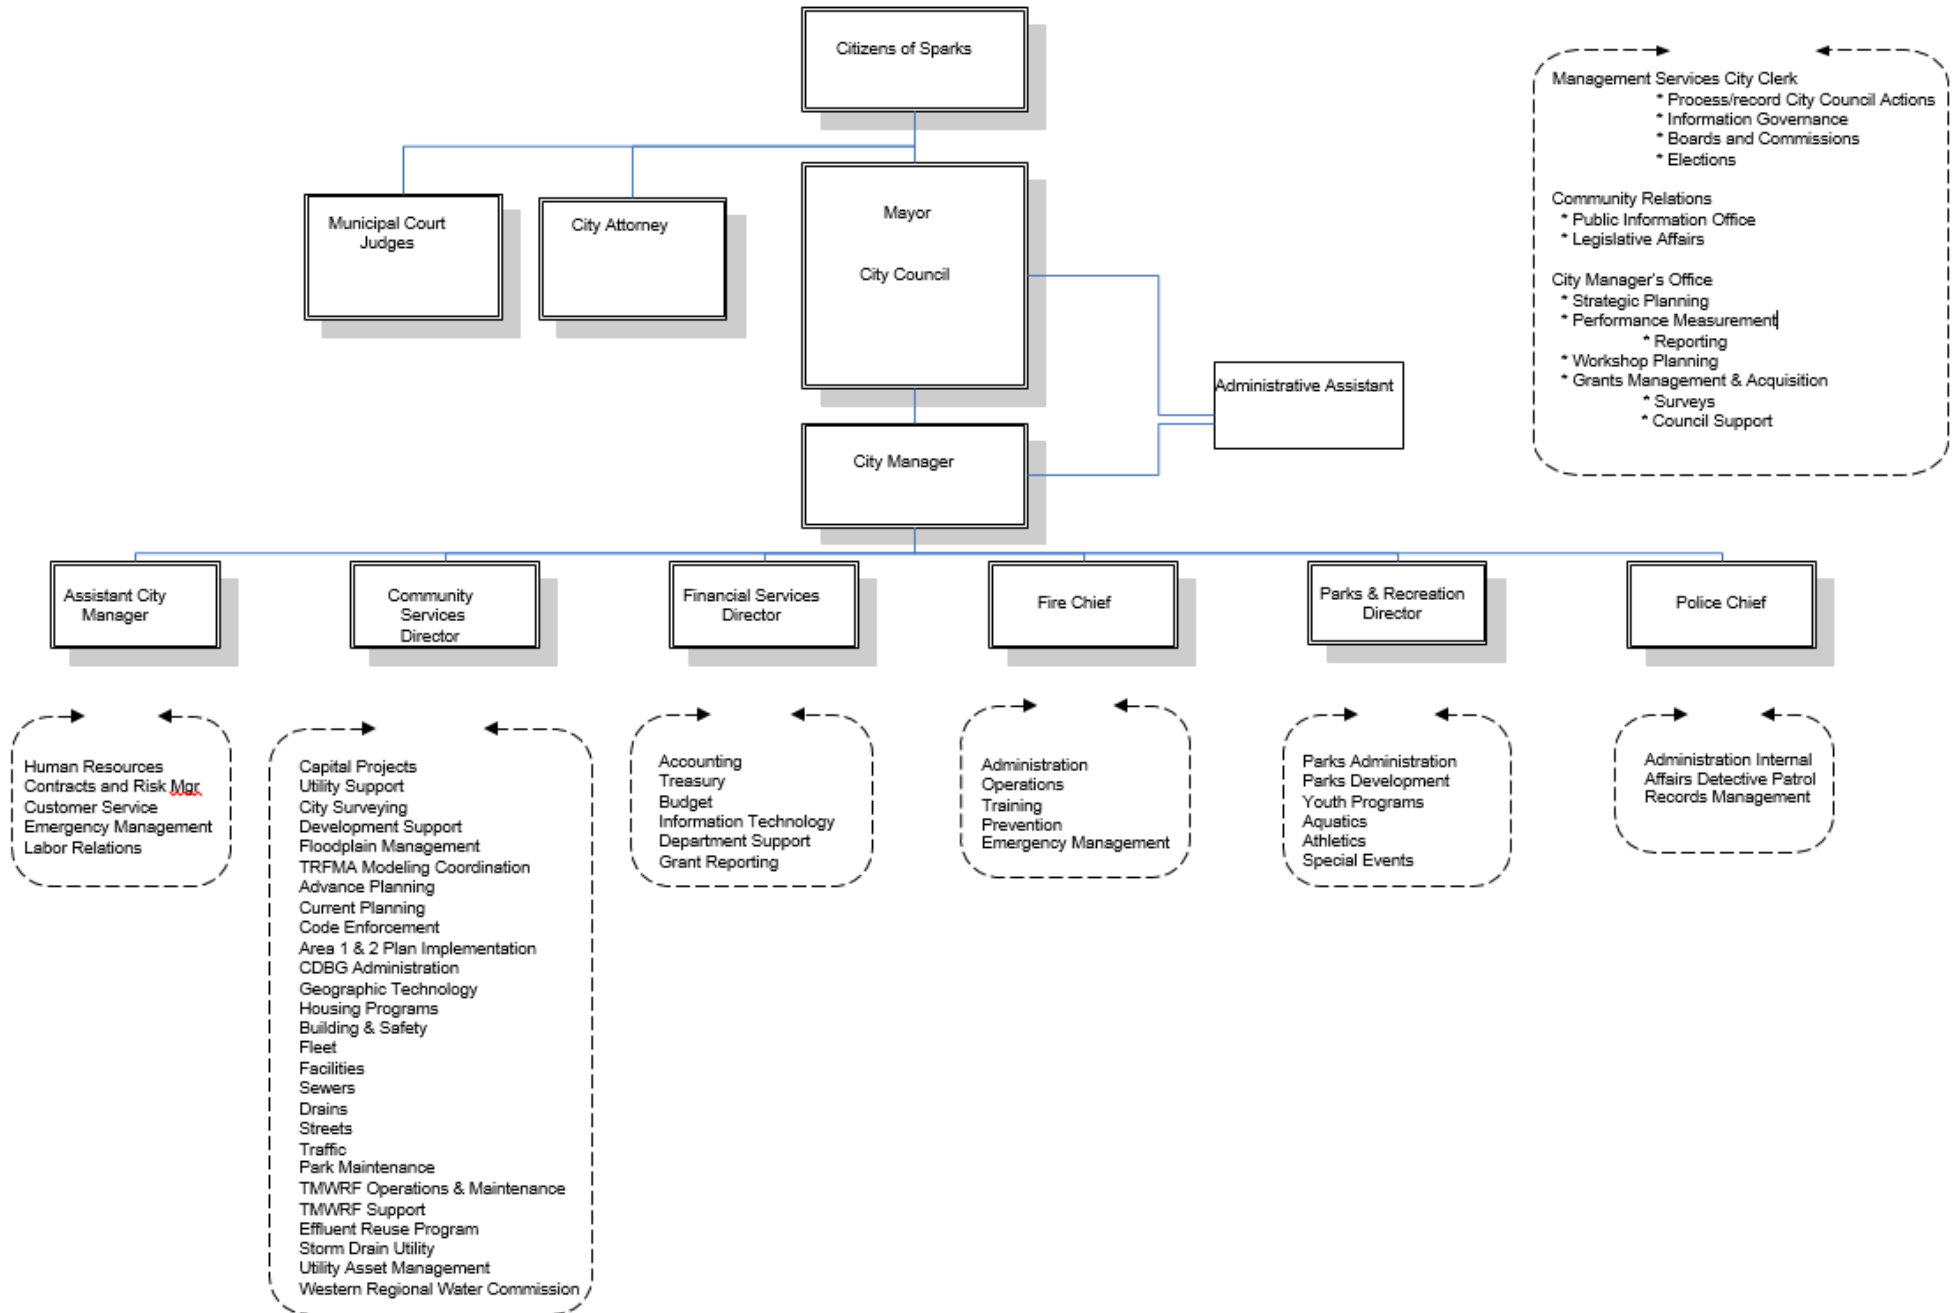 Citizens of Sparks
Municipal Court
Judges
City Attorney
Mayor
City Council
Administrative Assistant
City Manager
Management Services City Clerk
* Process/record City Council Actions
* Information Governance
* Boards and Commissions
* Elections
Community Relations
* Public Information Office
* Legislative Affairs
City Manager's Office
* Strategic Planning
* Performance Measurement
* Reporting
* Workshop Planning
* Grants Management & Acquisition
* Surveys
* Council Support
Assistant City
Manager
Community
Services
Director
Financial Services
Director
Fire Chief
Parks & Recreation
Director
Police Chief
Human Resources
Contracts and Risk Mgr
Customer Service
Emergency Management
Labor Relations
Capital Projects
Utility Support
City Surveying
Development Support
Floodplain Management
TRFMA Modeling Coordination
Advance Planning
Current Planning
Code Enforcement
Area 1 & 2 Plan Implementation
CDBG Administration
Geographic Technology
Housing Programs
Building & Safety
Fleet
Facilities
Sewers
Drains
Streets
Traffic
Park Maintenance
TMWRF Operations & Maintenance
TMWRF Support
Effluent Reuse Program
Storm Drain Utility
Utility Asset Management
Western Regional Water Commission
Accounting
Treasury
Budget
Information Technology
Department Support
Grant Reporting
Administration
Operations
Training
Prevention
Emergency Management
Parks Administration
Parks Development
Youth Programs
Aquatics
Athletics
Special Events
Administration Internal
Affairs Detective Patrol
Records Management